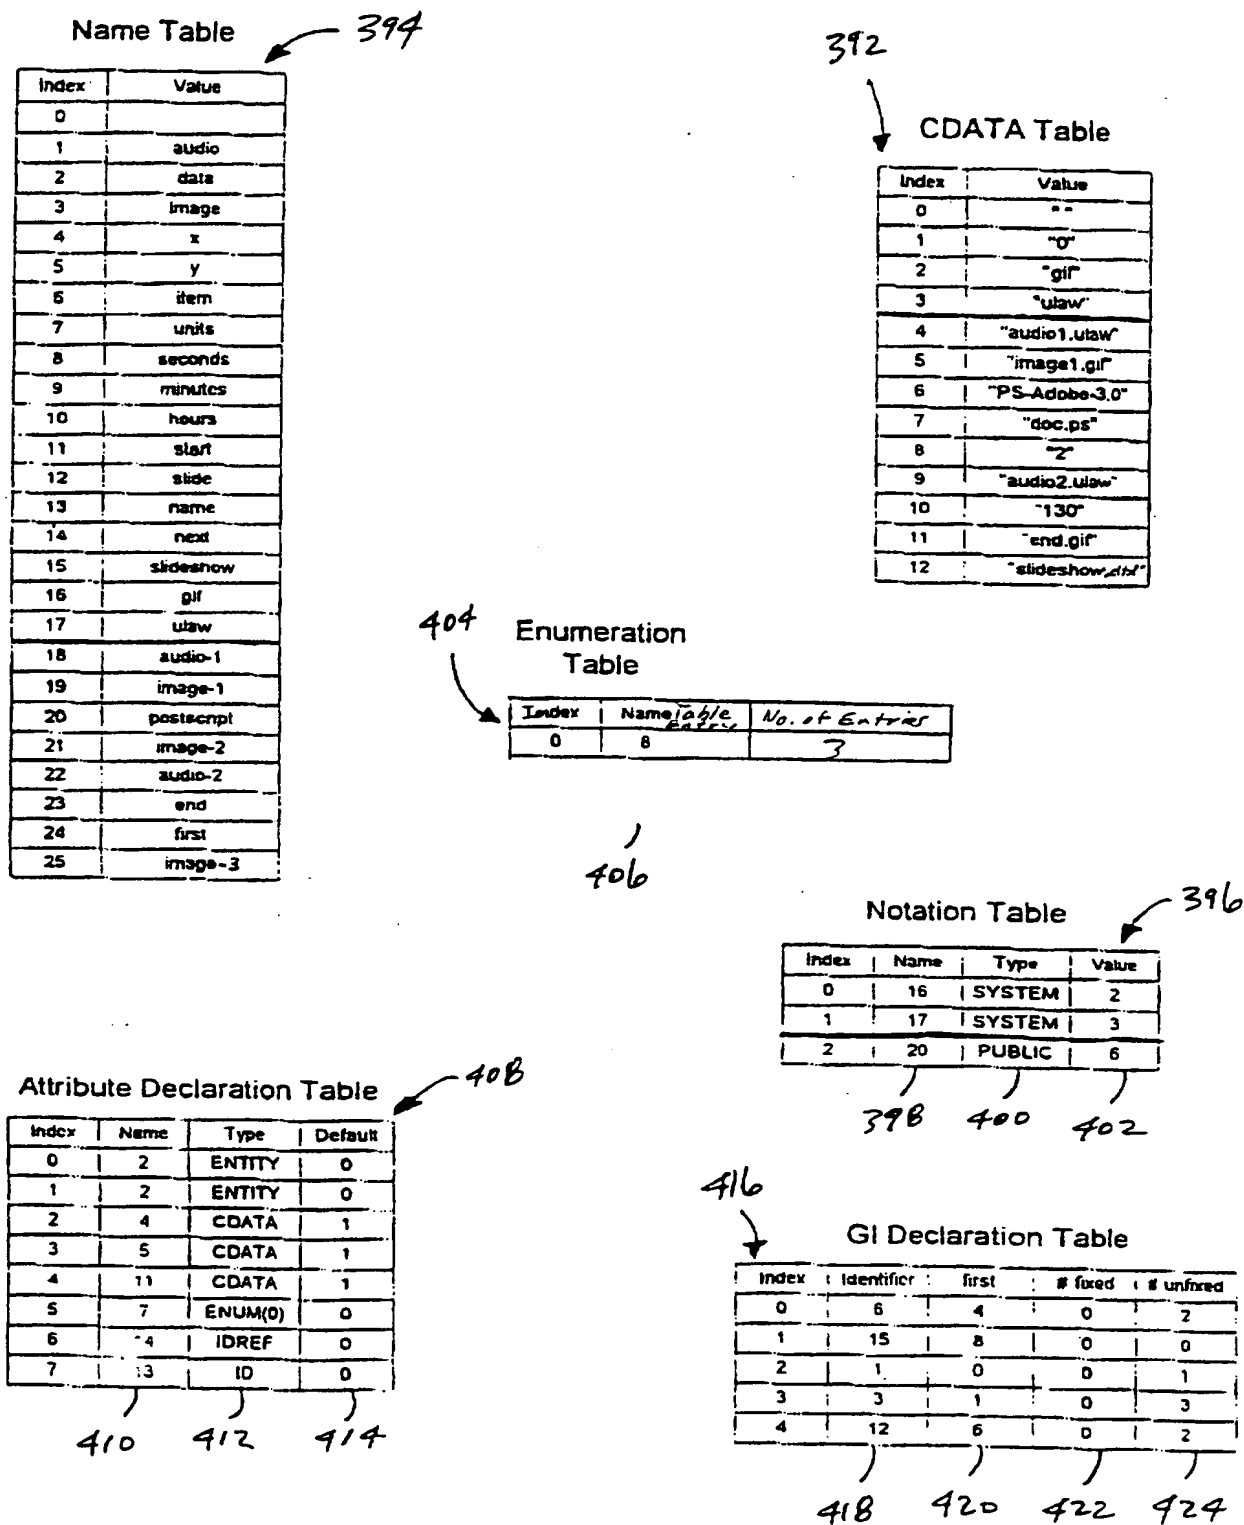 Name Table
394
Index Value
0
1 audio
2 data
3 image
4 x
5 y
6 item
7 units
8 seconds
9 minutes
10 hours
11 start
12 slide
13 name
14 next
15 slideshow
16 gif
17 ulaw
18 audio-1
19 image-1
20 postscript
21 image-2
22 audio-2
23 end
24 first
25 image-3
392
CDATA Table
Index Value
0 " "
1 "0"
2 "gif"
3 "ulaw"
4 "audio1.ulaw"
5 "image1.gif"
6 "PS-Adobe-3.0"
7 "doc.ps"
8 "2"
9 "audio2.ulaw"
10 "130"
11 "end.gif"
12 "slideshow.dtd"
404
Enumeration
Table
Index Name Table Entry No. of Entries
0 8 3
406
Notation Table
396
Index Name Type Value
0 16 SYSTEM 2
1 17 SYSTEM 3
2 20 PUBLIC 6
398 400 402
Attribute Declaration Table
408
Index Name Type Default
0 2 ENTITY 0
1 2 ENTITY 0
2 4 CDATA 1
3 5 CDATA 1
4 11 CDATA 1
5 7 ENUM(0) 0
6 14 IDREF 0
7 13 ID 0
410 412 414
416
GI Declaration Table
Index Identifier first # fixed # unfixed
0 6 4 0 2
1 15 8 0 0
2 1 0 0 1
3 3 1 0 3
4 12 6 0 2
418 420 422 424